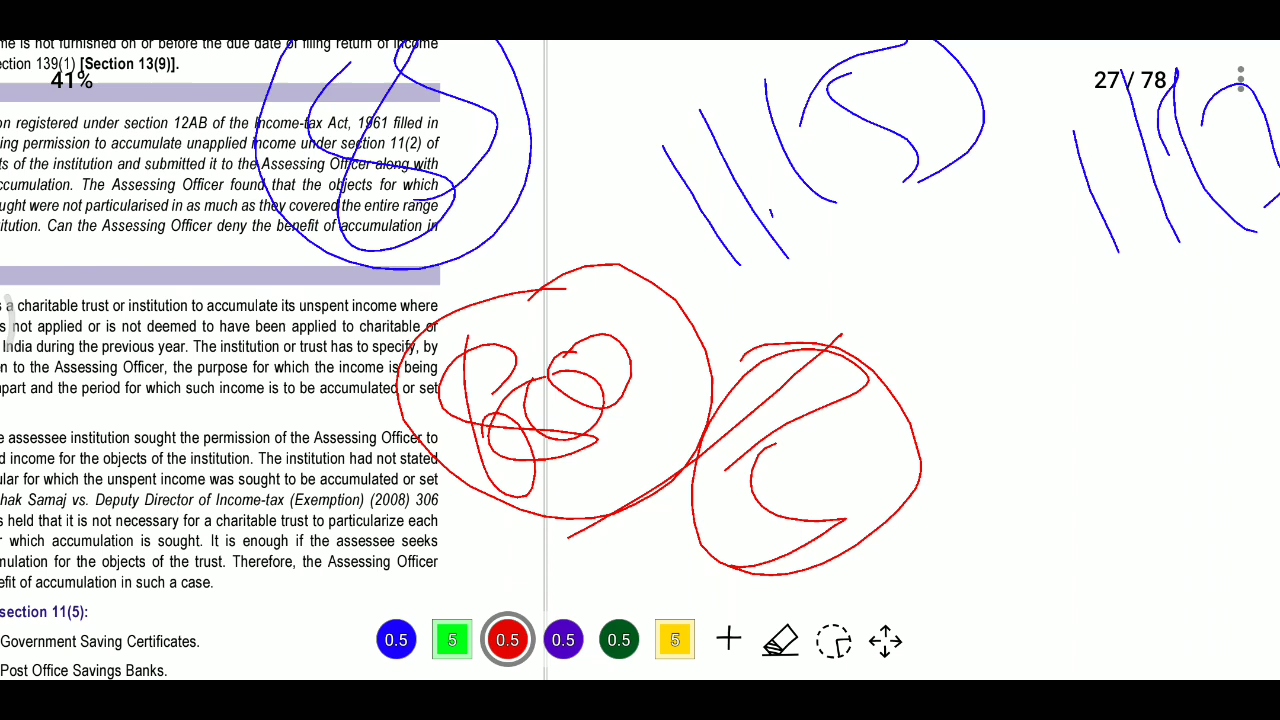 me is not furnished on or before the due date of filing return of income
ection 139(1) [Section 13(9)].
41%
27 / 78
on registered under section 12AB of the Income-tax Act, 1961 filled in
ing permission to accumulate unapplied income under section 11(2) of
ts of the institution and submitted it to the Assessing Officer along with
ccumulation. The Assessing Officer found that the objects for which
ught were not particularised in as much as they covered the entire range
itution. Can the Assessing Officer deny the benefit of accumulation in
s a charitable trust or institution to accumulate its unspent income where
s not applied or is not deemed to have been applied to charitable or
India during the previous year. The institution or trust has to specify, by
n to the Assessing Officer, the purpose for which the income is being
apart and the period for which such income is to be accumulated or set
e assessee institution sought the permission of the Assessing Officer to
d income for the objects of the institution. The institution had not stated
ular for which the unspent income was sought to be accumulated or set
hak Samaj vs. Deputy Director of Income-tax (Exemption) (2008) 306
s held that it is not necessary for a charitable trust to particularize each
r which accumulation is sought. It is enough if the assessee seeks
mulation for the objects of the trust. Therefore, the Assessing Officer
efit of accumulation in such a case.
section 11(5):
Government Saving Certificates.
Post Office Savings Banks.
0.5 5 0.5 0.5 0.5 5